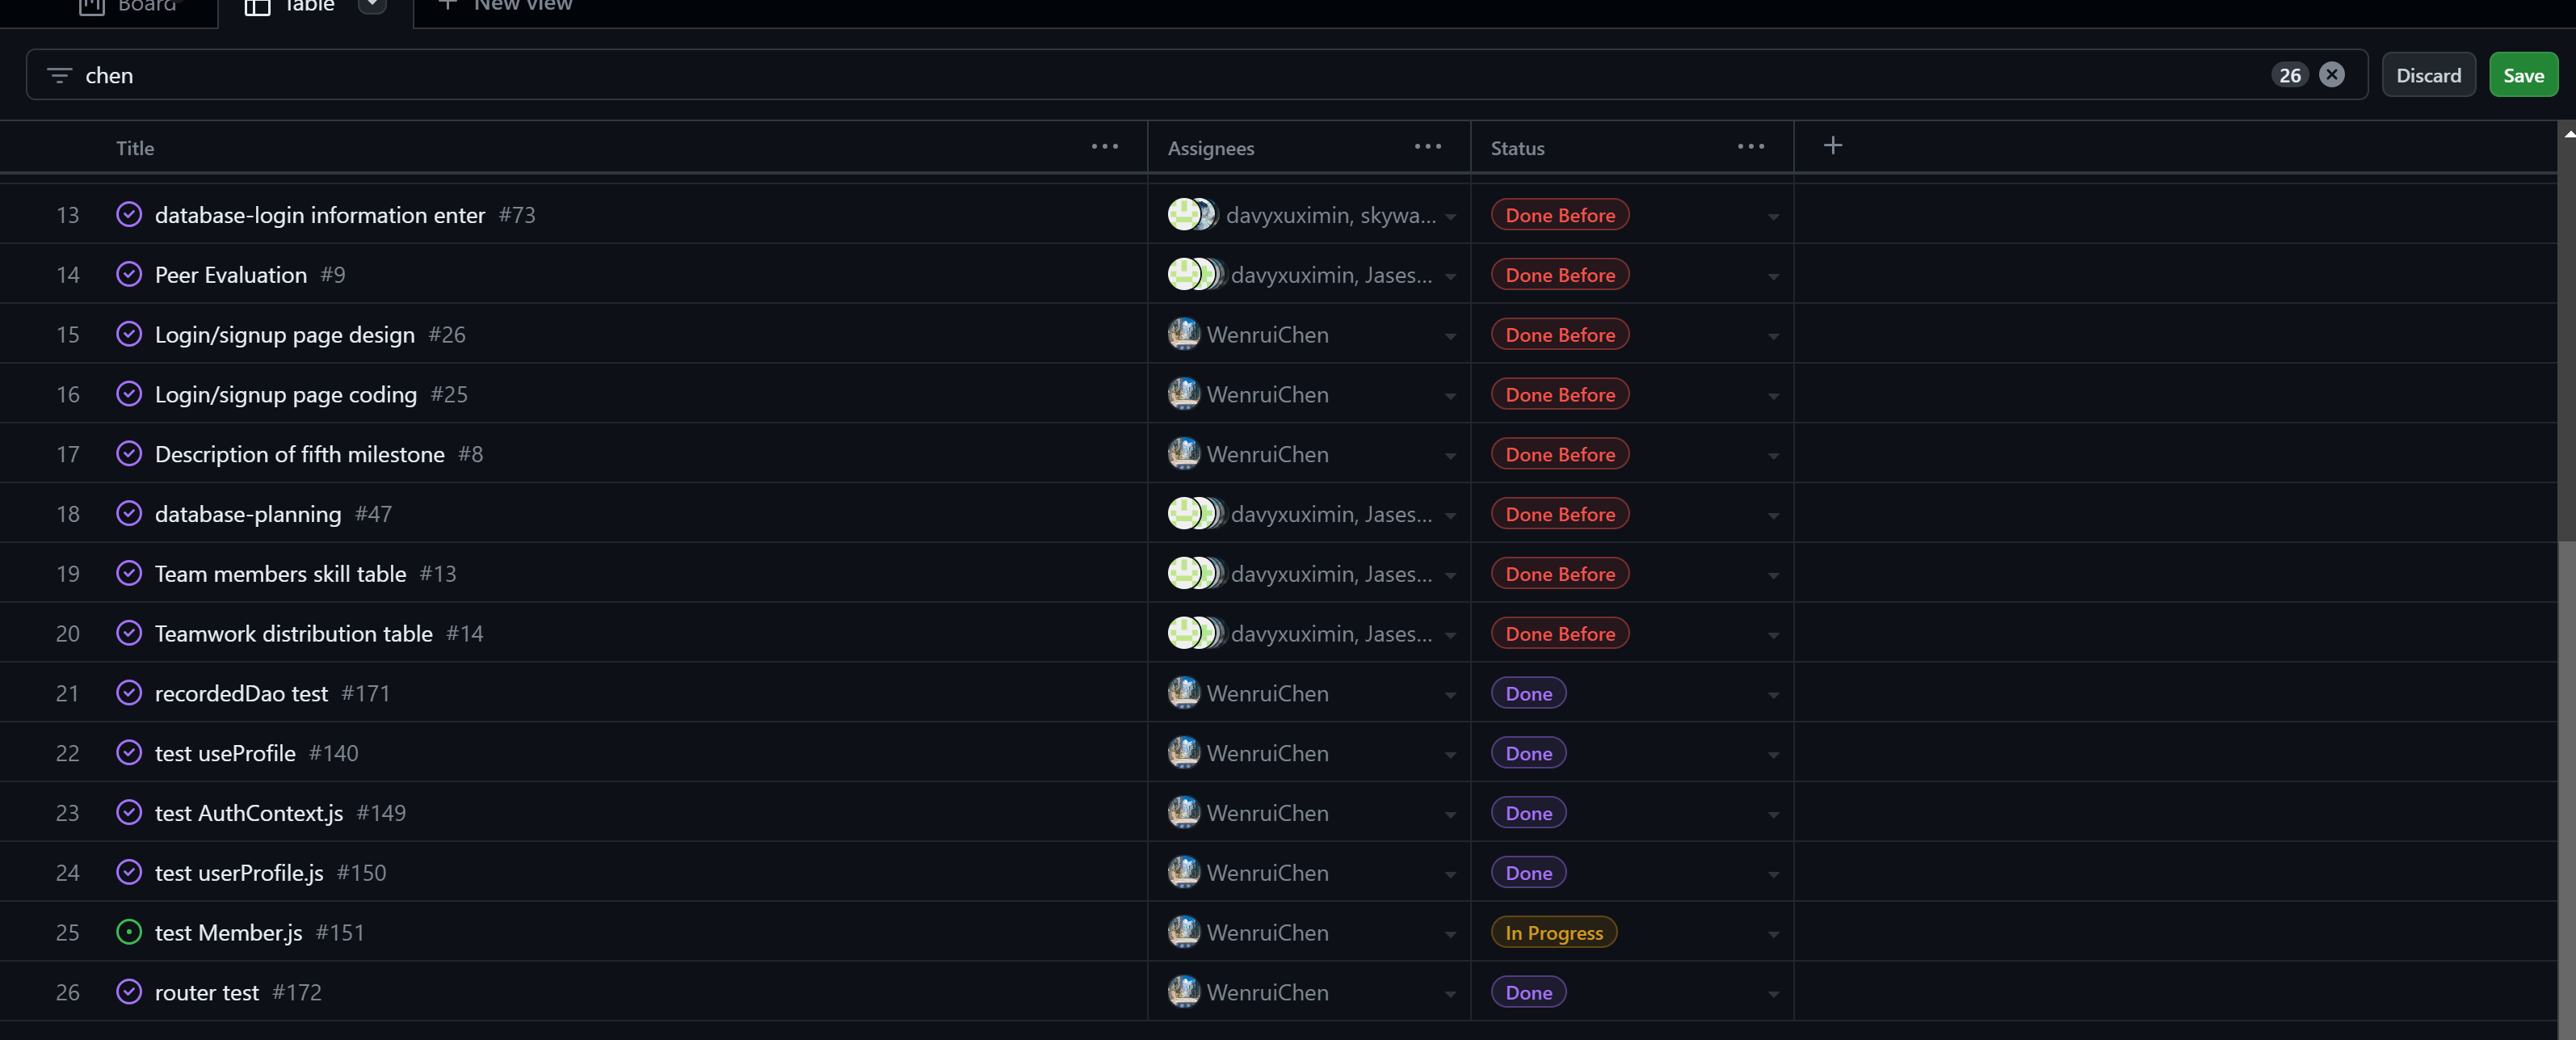 Board Table New view
chen 26 Discard Save
Title Assignees Status
13 database-login information enter #73 davyxuximin, skywa... Done Before
14 Peer Evaluation #9 davyxuximin, Jases... Done Before
15 Login/signup page design #26 WenruiChen Done Before
16 Login/signup page coding #25 WenruiChen Done Before
17 Description of fifth milestone #8 WenruiChen Done Before
18 database-planning #47 davyxuximin, Jases... Done Before
19 Team members skill table #13 davyxuximin, Jases... Done Before
20 Teamwork distribution table #14 davyxuximin, Jases... Done Before
21 recordedDao test #171 WenruiChen Done
22 test useProfile #140 WenruiChen Done
23 test AuthContext.js #149 WenruiChen Done
24 test userProfile.js #150 WenruiChen Done
25 test Member.js #151 WenruiChen In Progress
26 router test #172 WenruiChen Done